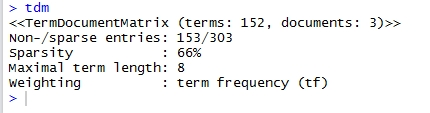 > tdm
<<TermDocumentMatrix (terms: 152, documents: 3)>>
Non-/sparse entries: 153/303
Sparsity           : 66%
Maximal term length: 8
Weighting          : term frequency (tf)
>